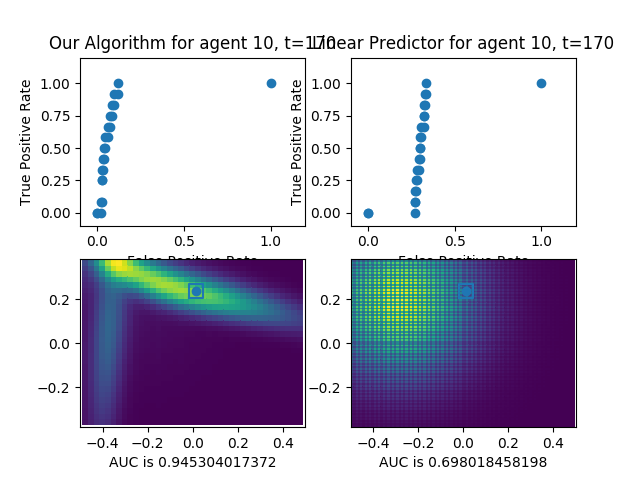 Our Algorithm for agent 10, t=170
Linear Predictor for agent 10, t=170
True Positive Rate
1.00
0.75
0.50
0.25
0.00
0.0 0.5 1.0
False Positive Rate
True Positive Rate
1.00
0.75
0.50
0.25
0.00
0.0 0.5 1.0
False Positive Rate
0.2
0.0
−0.2
−0.4 −0.2 0.0 0.2 0.4
AUC is 0.945304017372
0.2
0.0
−0.2
−0.4 −0.2 0.0 0.2 0.4
AUC is 0.698018458198